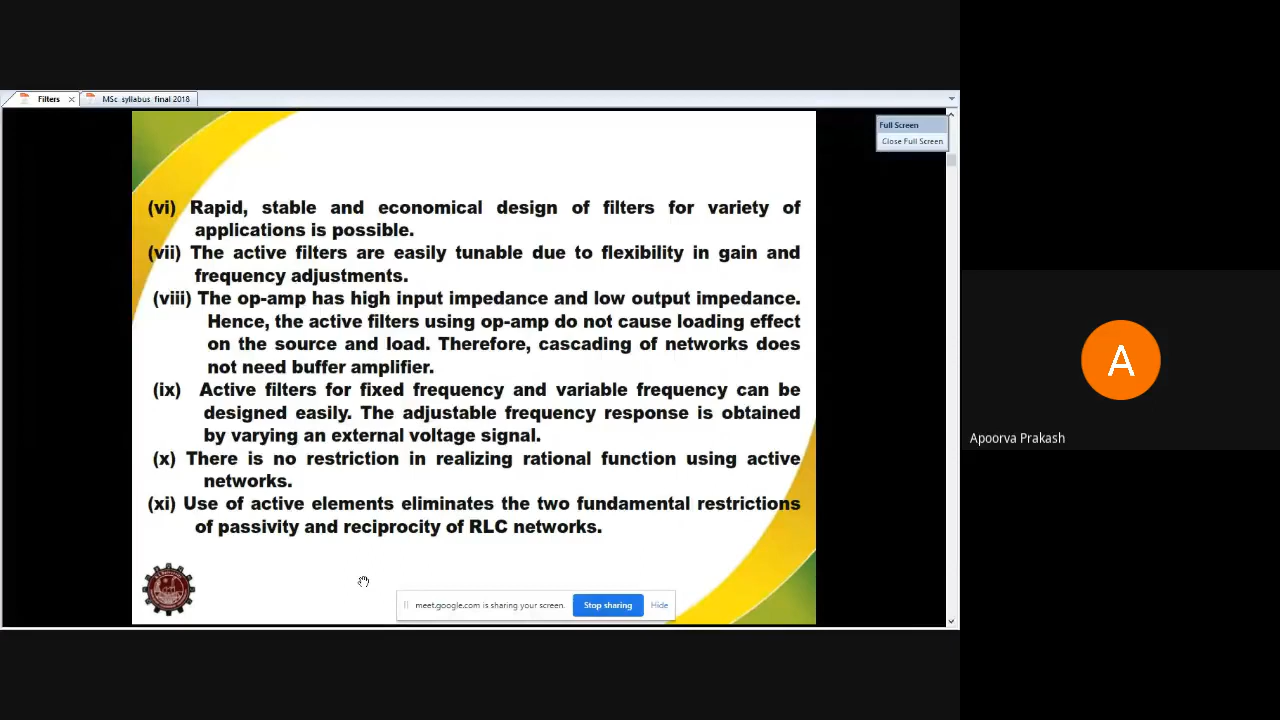 Filters
MSc syllabus final 2018
Full Screen
Close Full Screen
(vi) Rapid, stable and economical design of filters for variety of
applications is possible.
(vii) The active filters are easily tunable due to flexibility in gain and
frequency adjustments.
(viii) The op-amp has high input impedance and low output impedance.
Hence, the active filters using op-amp do not cause loading effect
on the source and load. Therefore, cascading of networks does
not need buffer amplifier.
(ix) Active filters for fixed frequency and variable frequency can be
designed easily. The adjustable frequency response is obtained
by varying an external voltage signal.
(x) There is no restriction in realizing rational function using active
networks.
(xi) Use of active elements eliminates the two fundamental restrictions
of passivity and reciprocity of RLC networks.
meet.google.com is sharing your screen.
Stop sharing
Hide
A
Apoorva Prakash